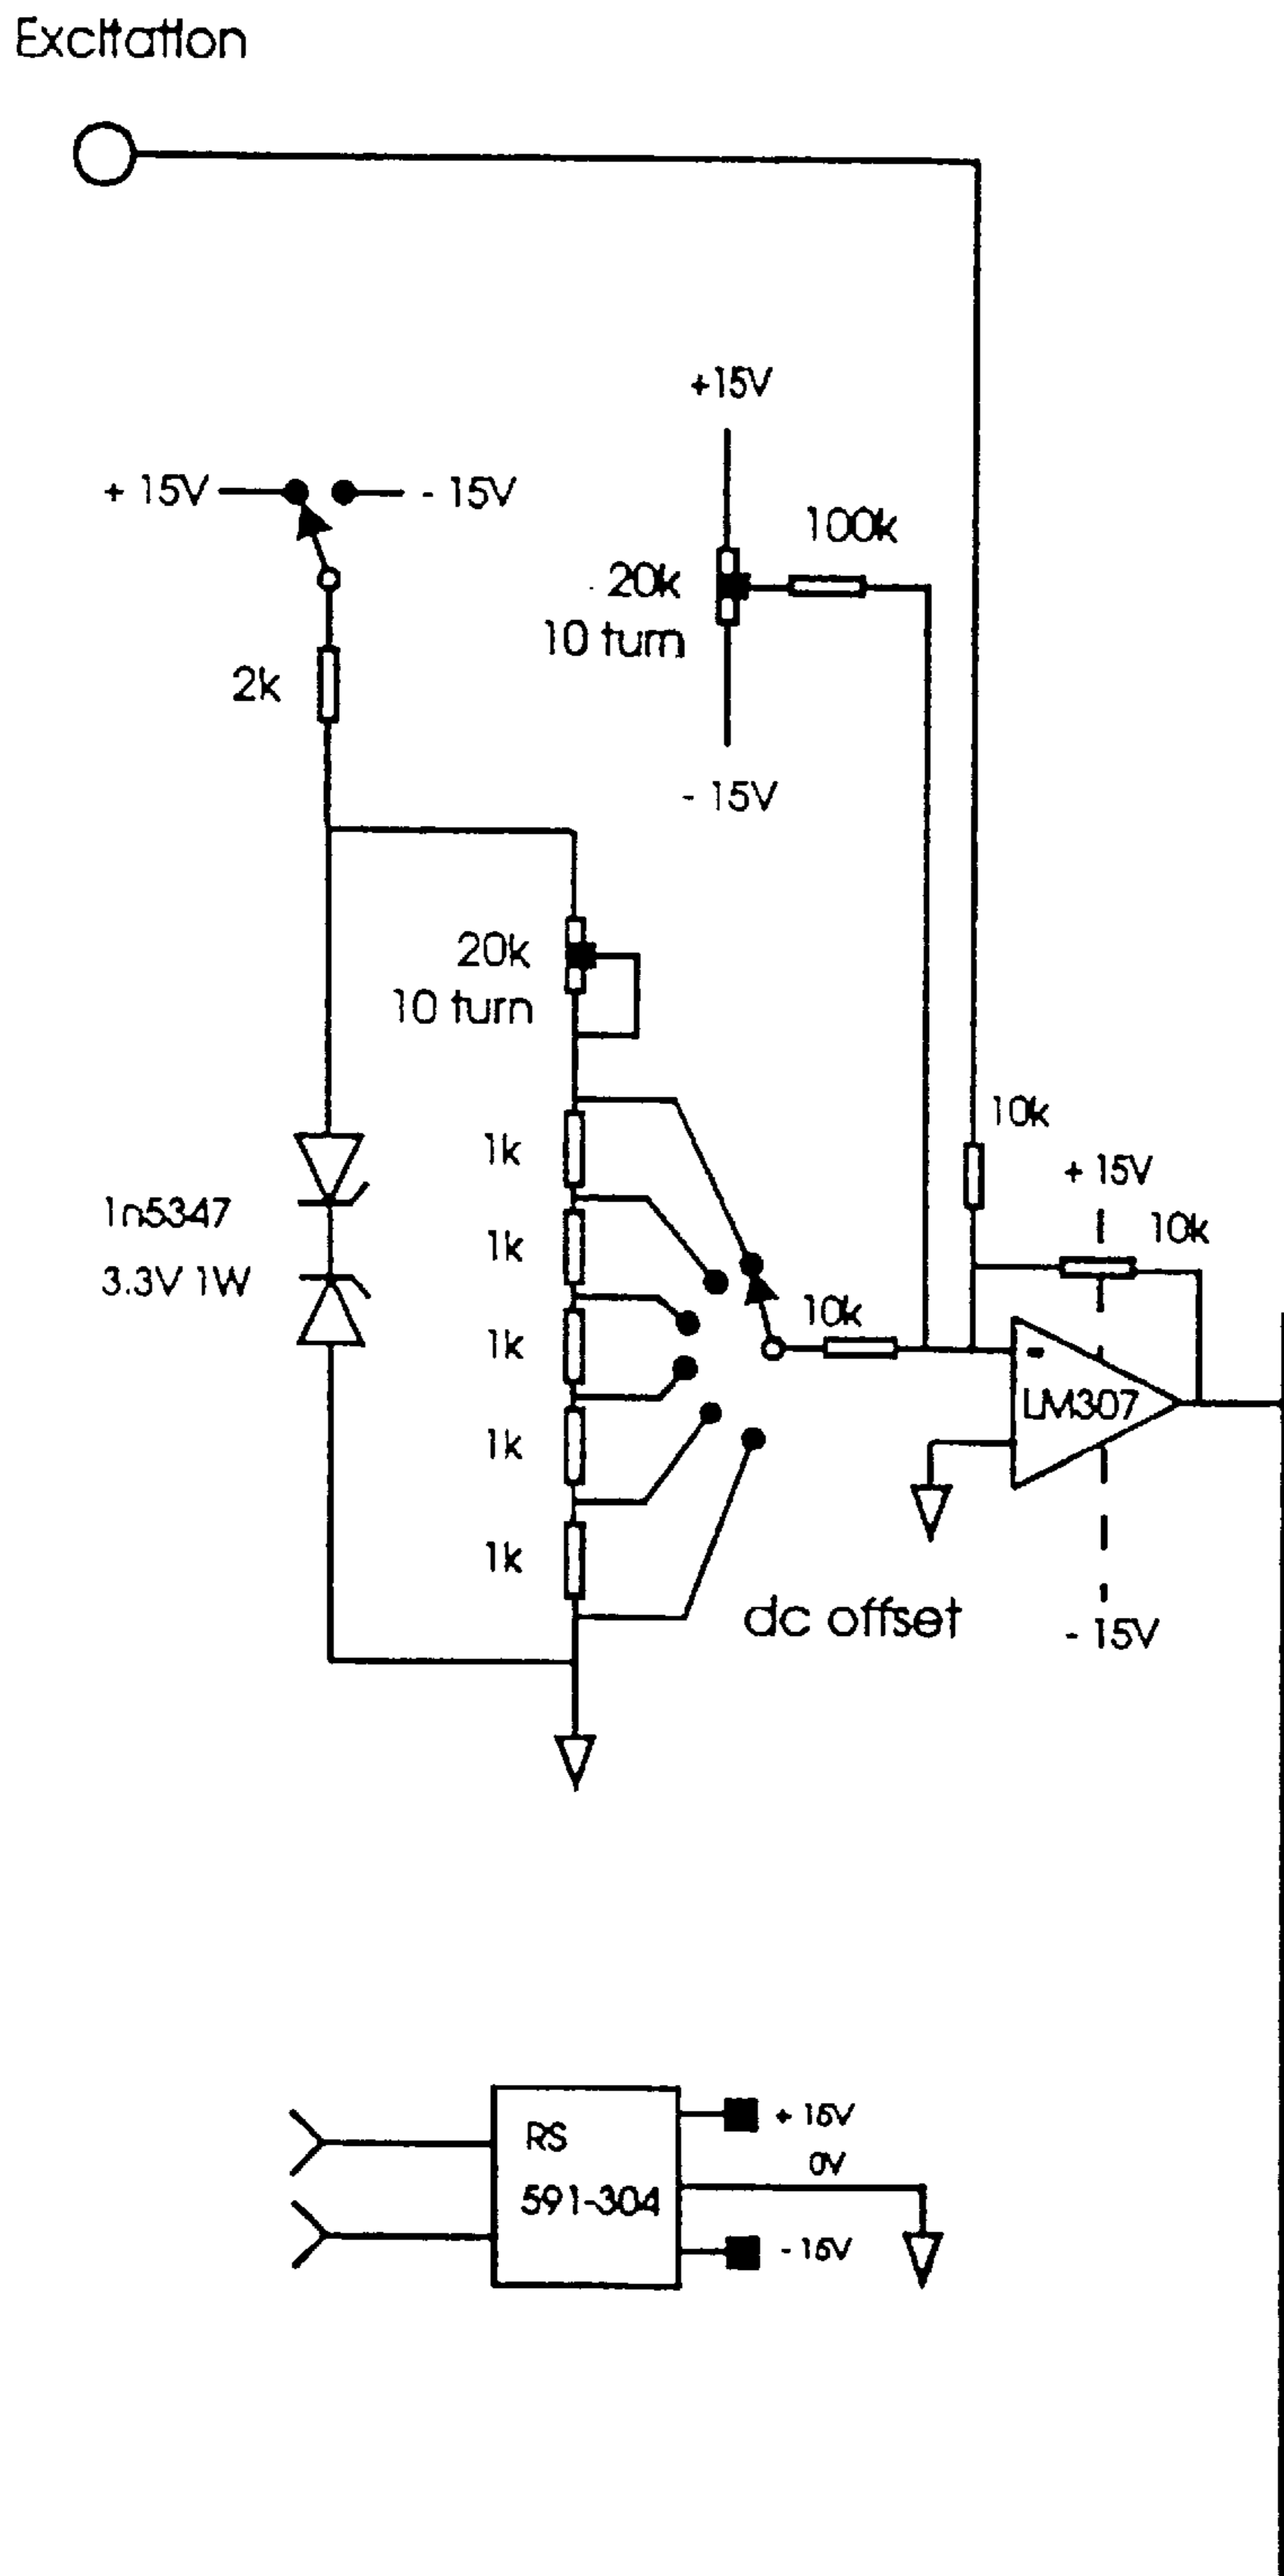 Excitation
+15V
+ 15V
- 15V
100k
20k
10 turn
2k
- 15V
20k
10 turn
10k
1k
+ 15V
1n5347
10k
1k
3.3V 1W
10k
1k
-
LM307
1k
1k
dc offset
- 15V
RS
+ 15V
0V
591-304
- 15V